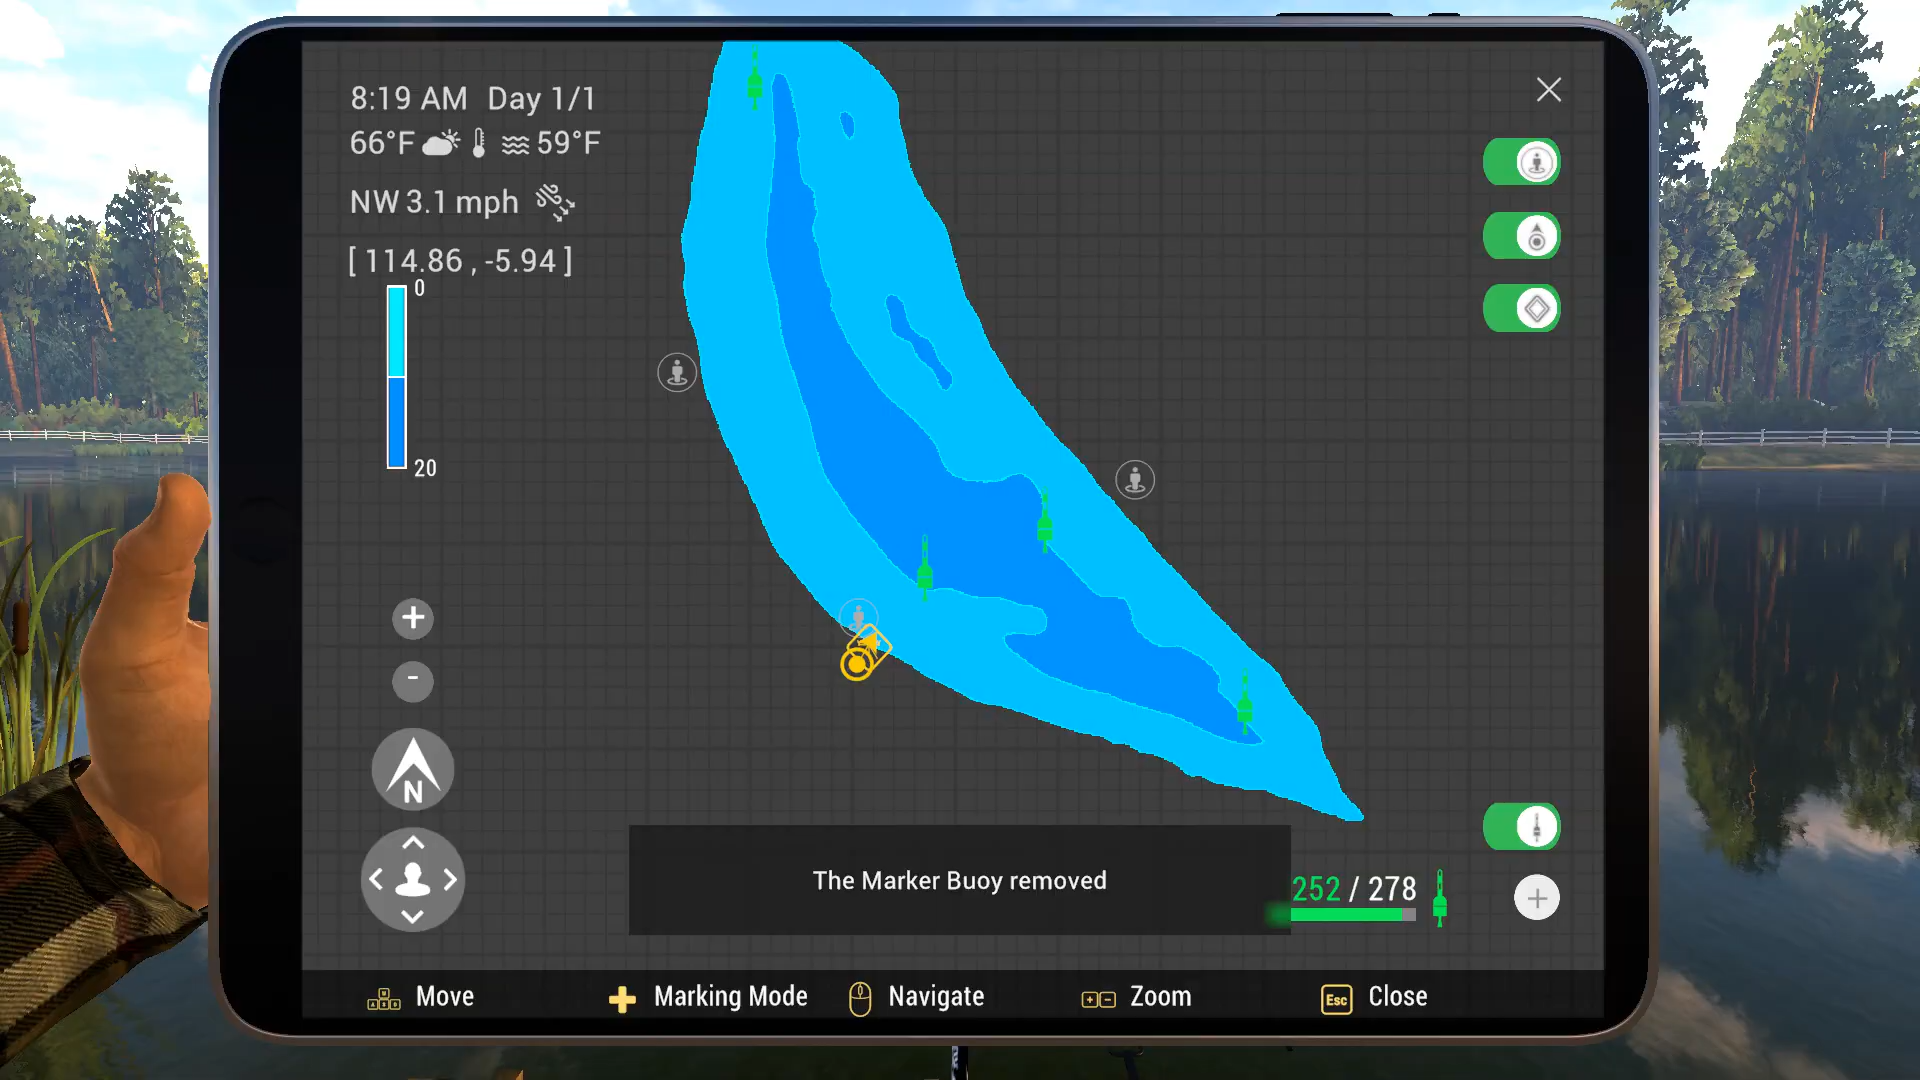 8:19 AM Day 1/1
66°F 59°F
NW 3.1 mph
[ 114.86 , -5.94 ]
0
20
+
-
N
The Marker Buoy removed
252 / 278
Move
Marking Mode
Navigate
Zoom
Esc Close